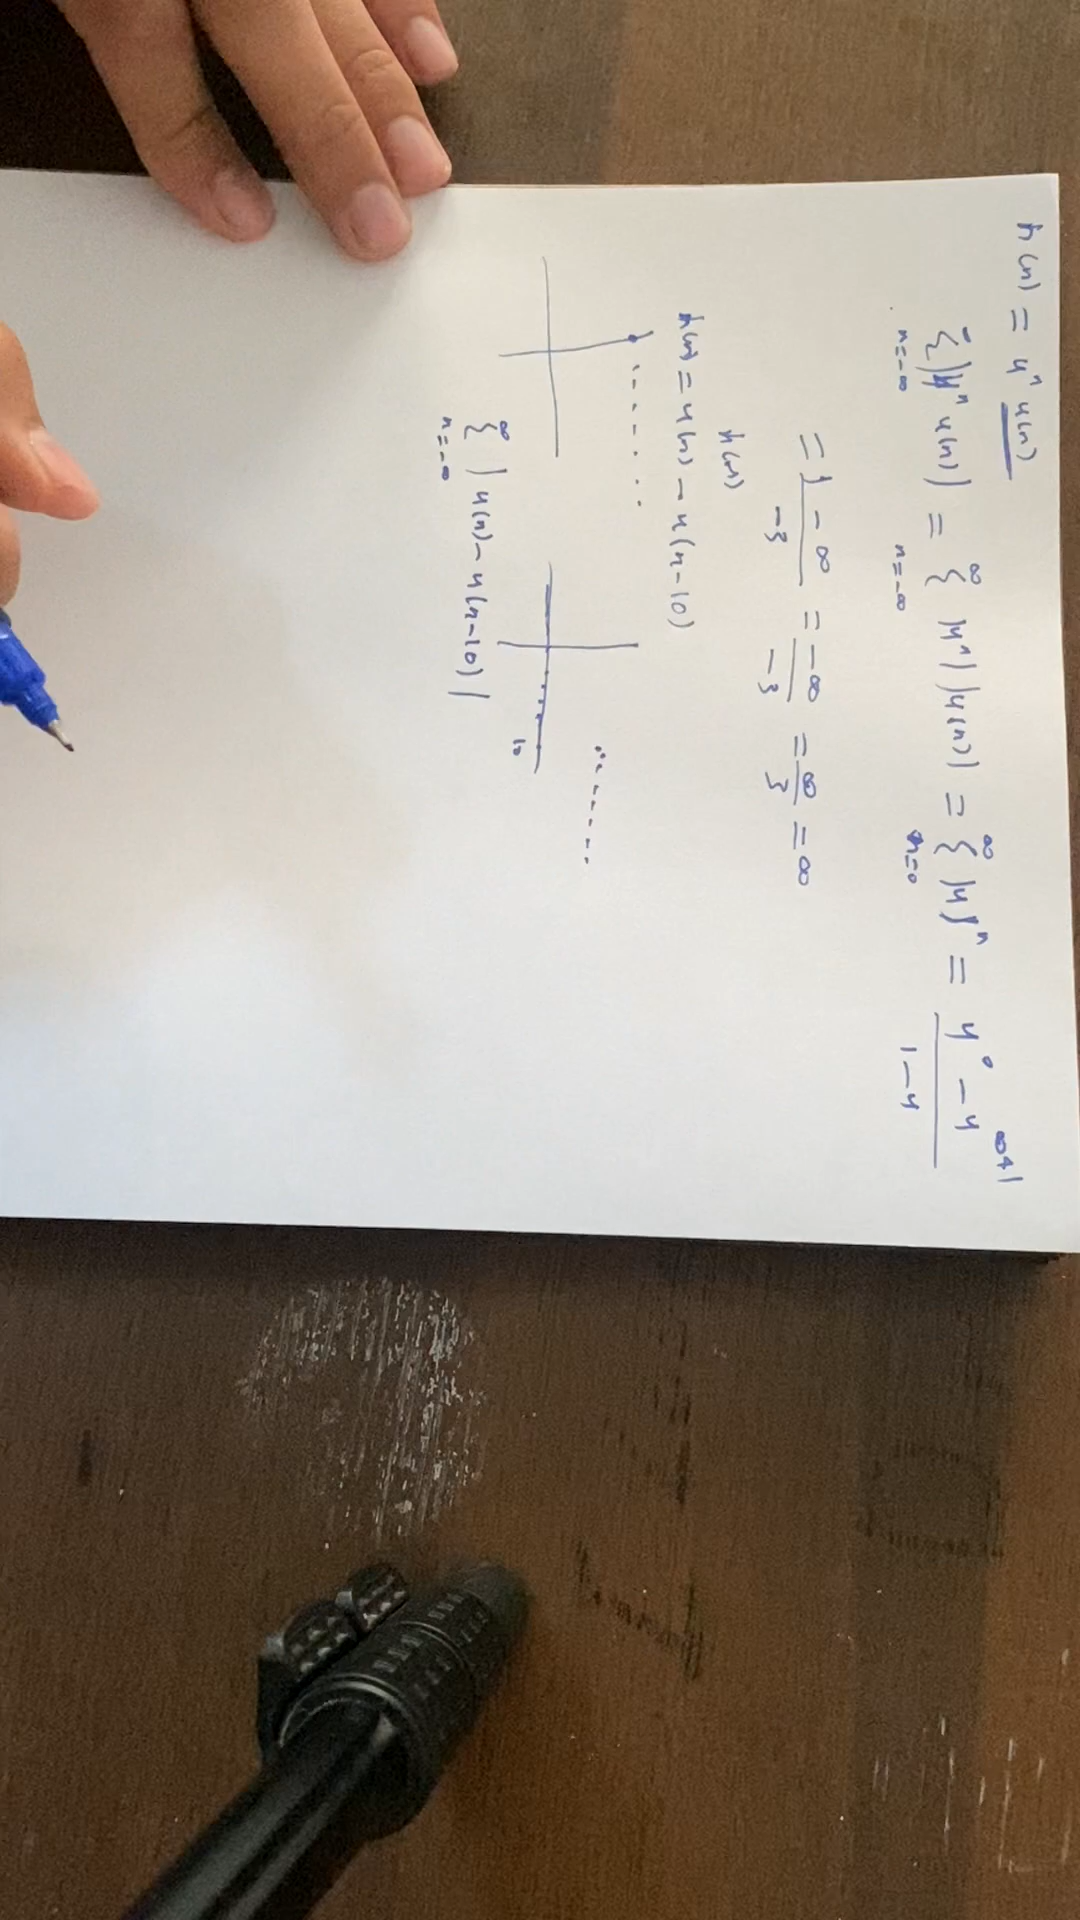 h(n) = 4ⁿ u(n)
∞ Σ n=-∞ |4ⁿ u(n)| = ∞ Σ n=-∞ |4ⁿ| |u(n)| = ∞ Σ n=0 |4|ⁿ = 4⁰ - 4^∞+1 / 1-4
= 1-∞ / -3 = -∞ / -3 = ∞ / 3 = ∞
h(n)
h(n) = u(n) - u(n-10)
10
∞ Σ n=-∞ | u(n) - u(n-10) |